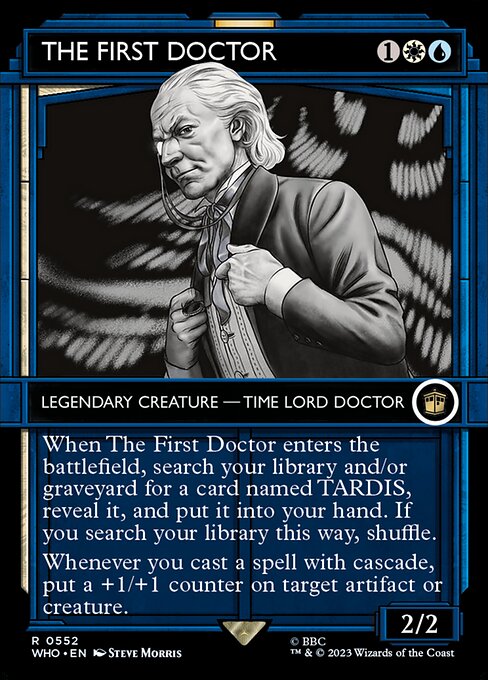 THE FIRST DOCTOR 1
LEGENDARY CREATURE — TIME LORD DOCTOR
When The First Doctor enters the
battlefield, search your library and/or
graveyard for a card named TARDIS,
reveal it, and put it into your hand. If
you search your library this way, shuffle.
Whenever you cast a spell with cascade,
put a +1/+1 counter on target artifact or
creature.
2/2
R 0552
WHO • EN Steve Morris
© BBC
™ & © 2023 Wizards of the Coast